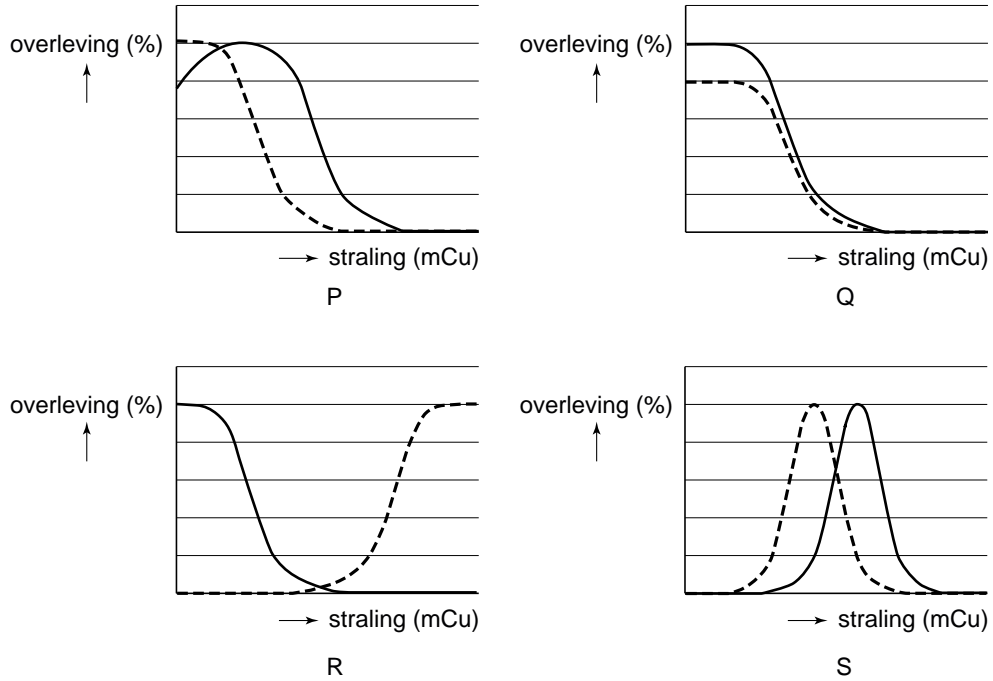 overleving (%)
straling (mCu)
P
overleving (%)
straling (mCu)
Q
overleving (%)
straling (mCu)
R
overleving (%)
straling (mCu)
S